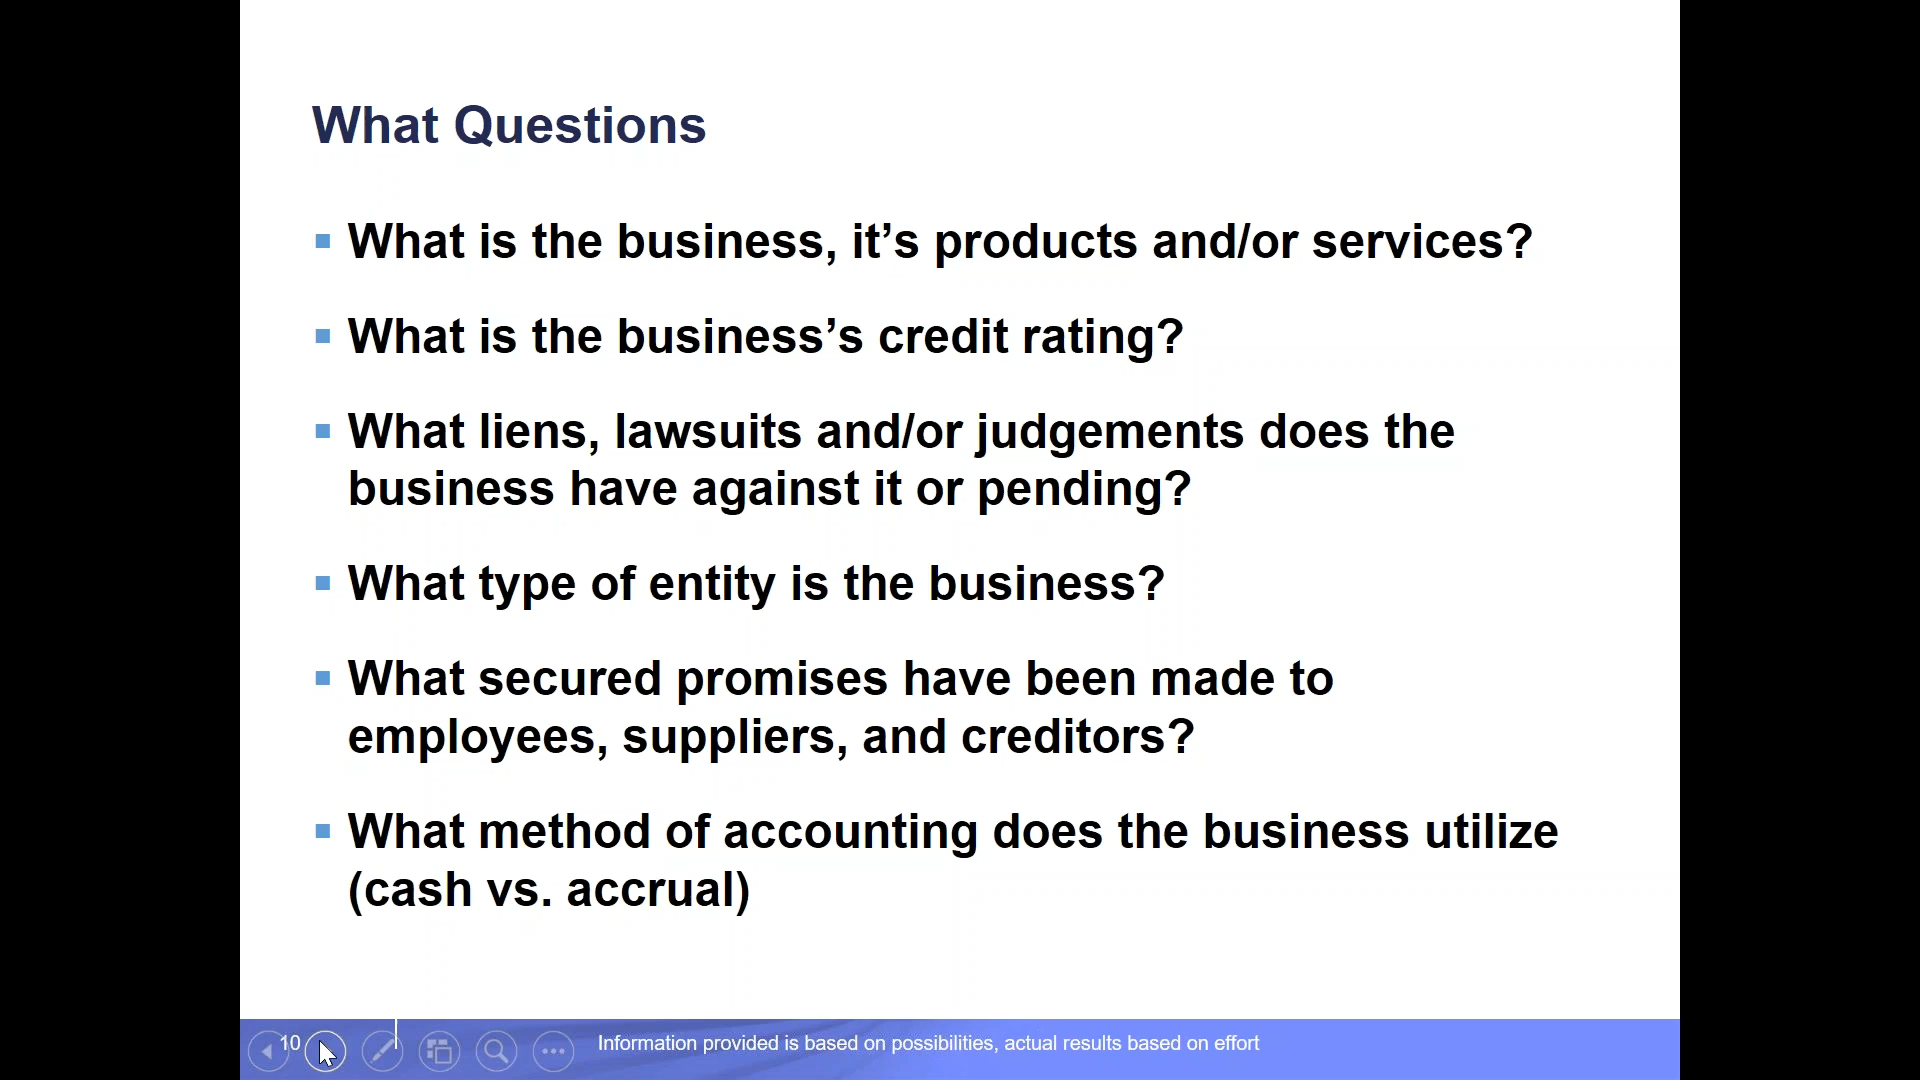 What Questions
What is the business, it’s products and/or services?
What is the business’s credit rating?
What liens, lawsuits and/or judgements does the
business have against it or pending?
What type of entity is the business?
What secured promises have been made to
employees, suppliers, and creditors?
What method of accounting does the business utilize
(cash vs. accrual)
10
Information provided is based on possibilities, actual results based on effort